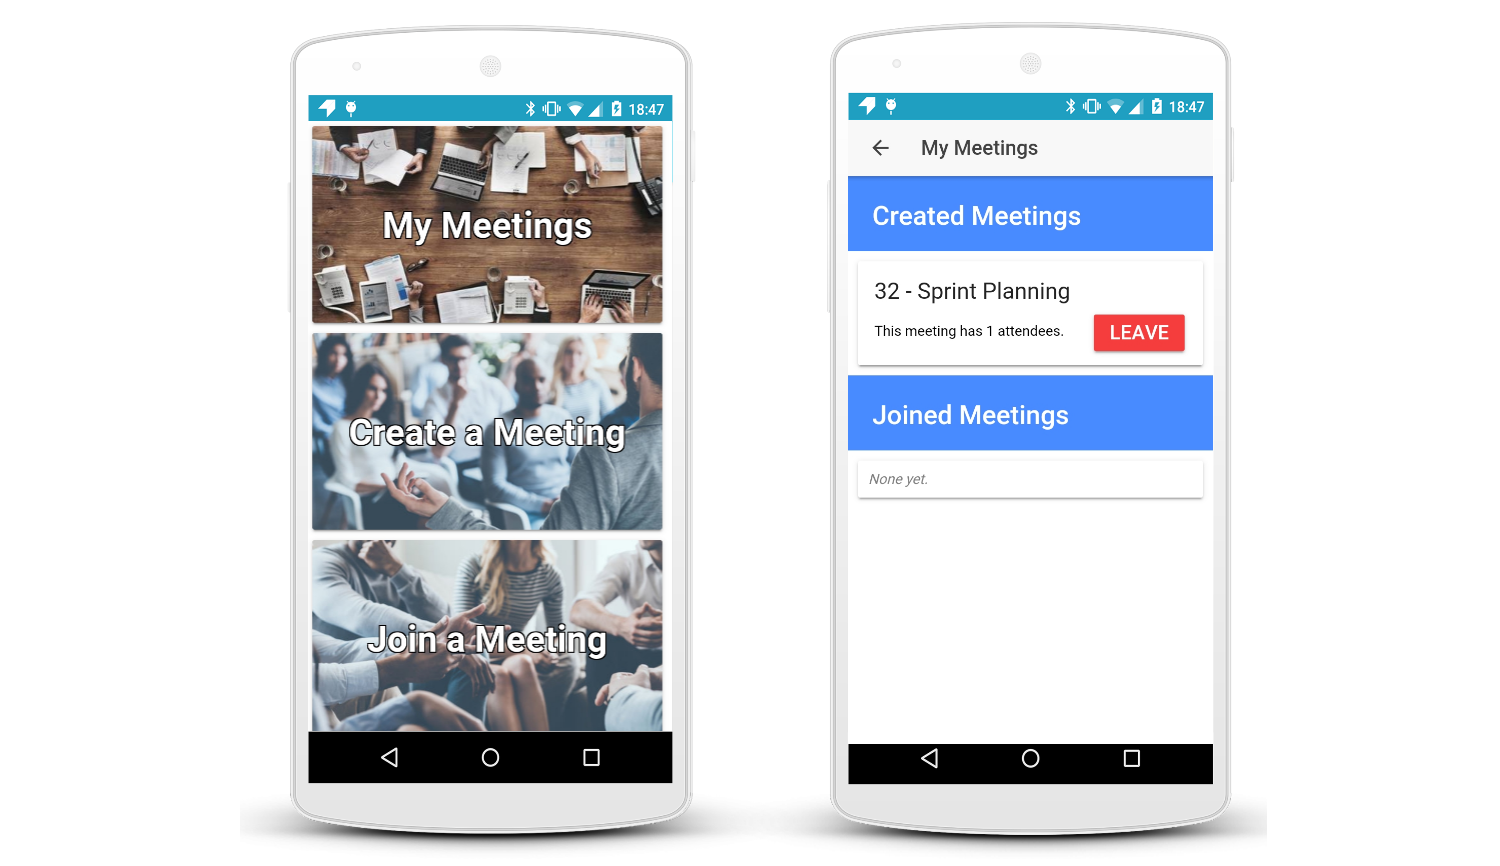 18:47
My Meetings
Create a Meeting
Join a Meeting
18:47
My Meetings
Created Meetings
32 - Sprint Planning
This meeting has 1 attendees.
LEAVE
Joined Meetings
None yet.